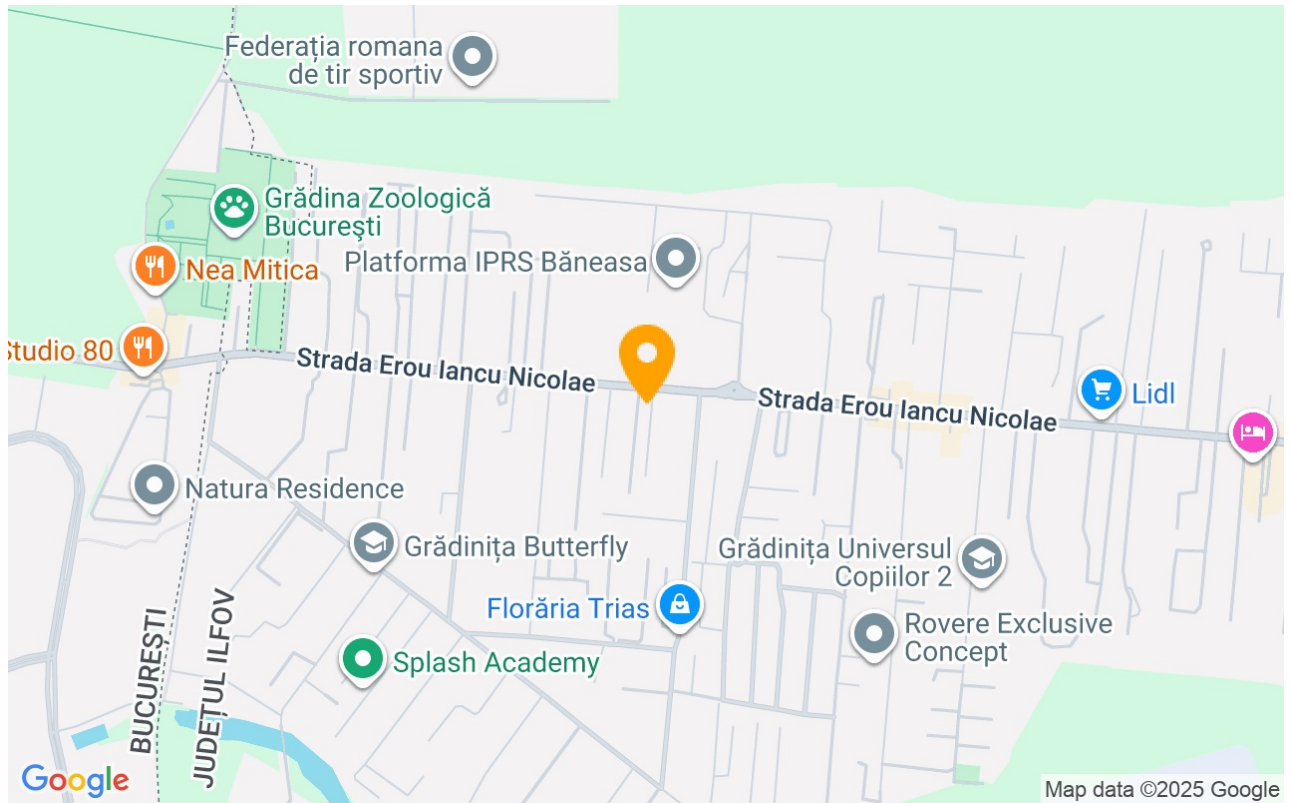 Federația romana
de tir sportiv
Grădina Zoologică
Bucureşti
Nea Mitica
Platforma IPRS Băneasa
Studio 80
Strada Erou Iancu Nicolae
Strada Erou Iancu Nicolae
Lidl
Natura Residence
Grădinița Butterfly
Grădinița Universul
Copiilor 2
Florăria Trias
Rovere Exclusive
Concept
Splash Academy
BUCUREȘTI
JUDEȚUL ILFOV
Google
Map data ©2025 Google